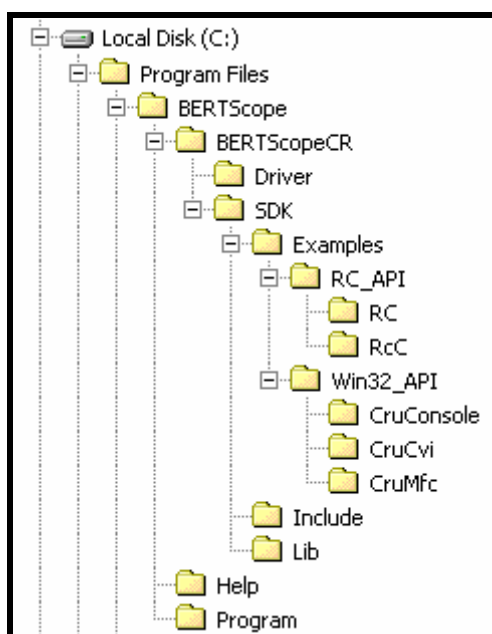 Local Disk (C:)
Program Files
BERTScope
BERTScopeCR
Driver
SDK
Examples
RC_API
RC
RcC
Win32_API
CruConsole
CruCvi
CruMfc
Include
Lib
Help
Program